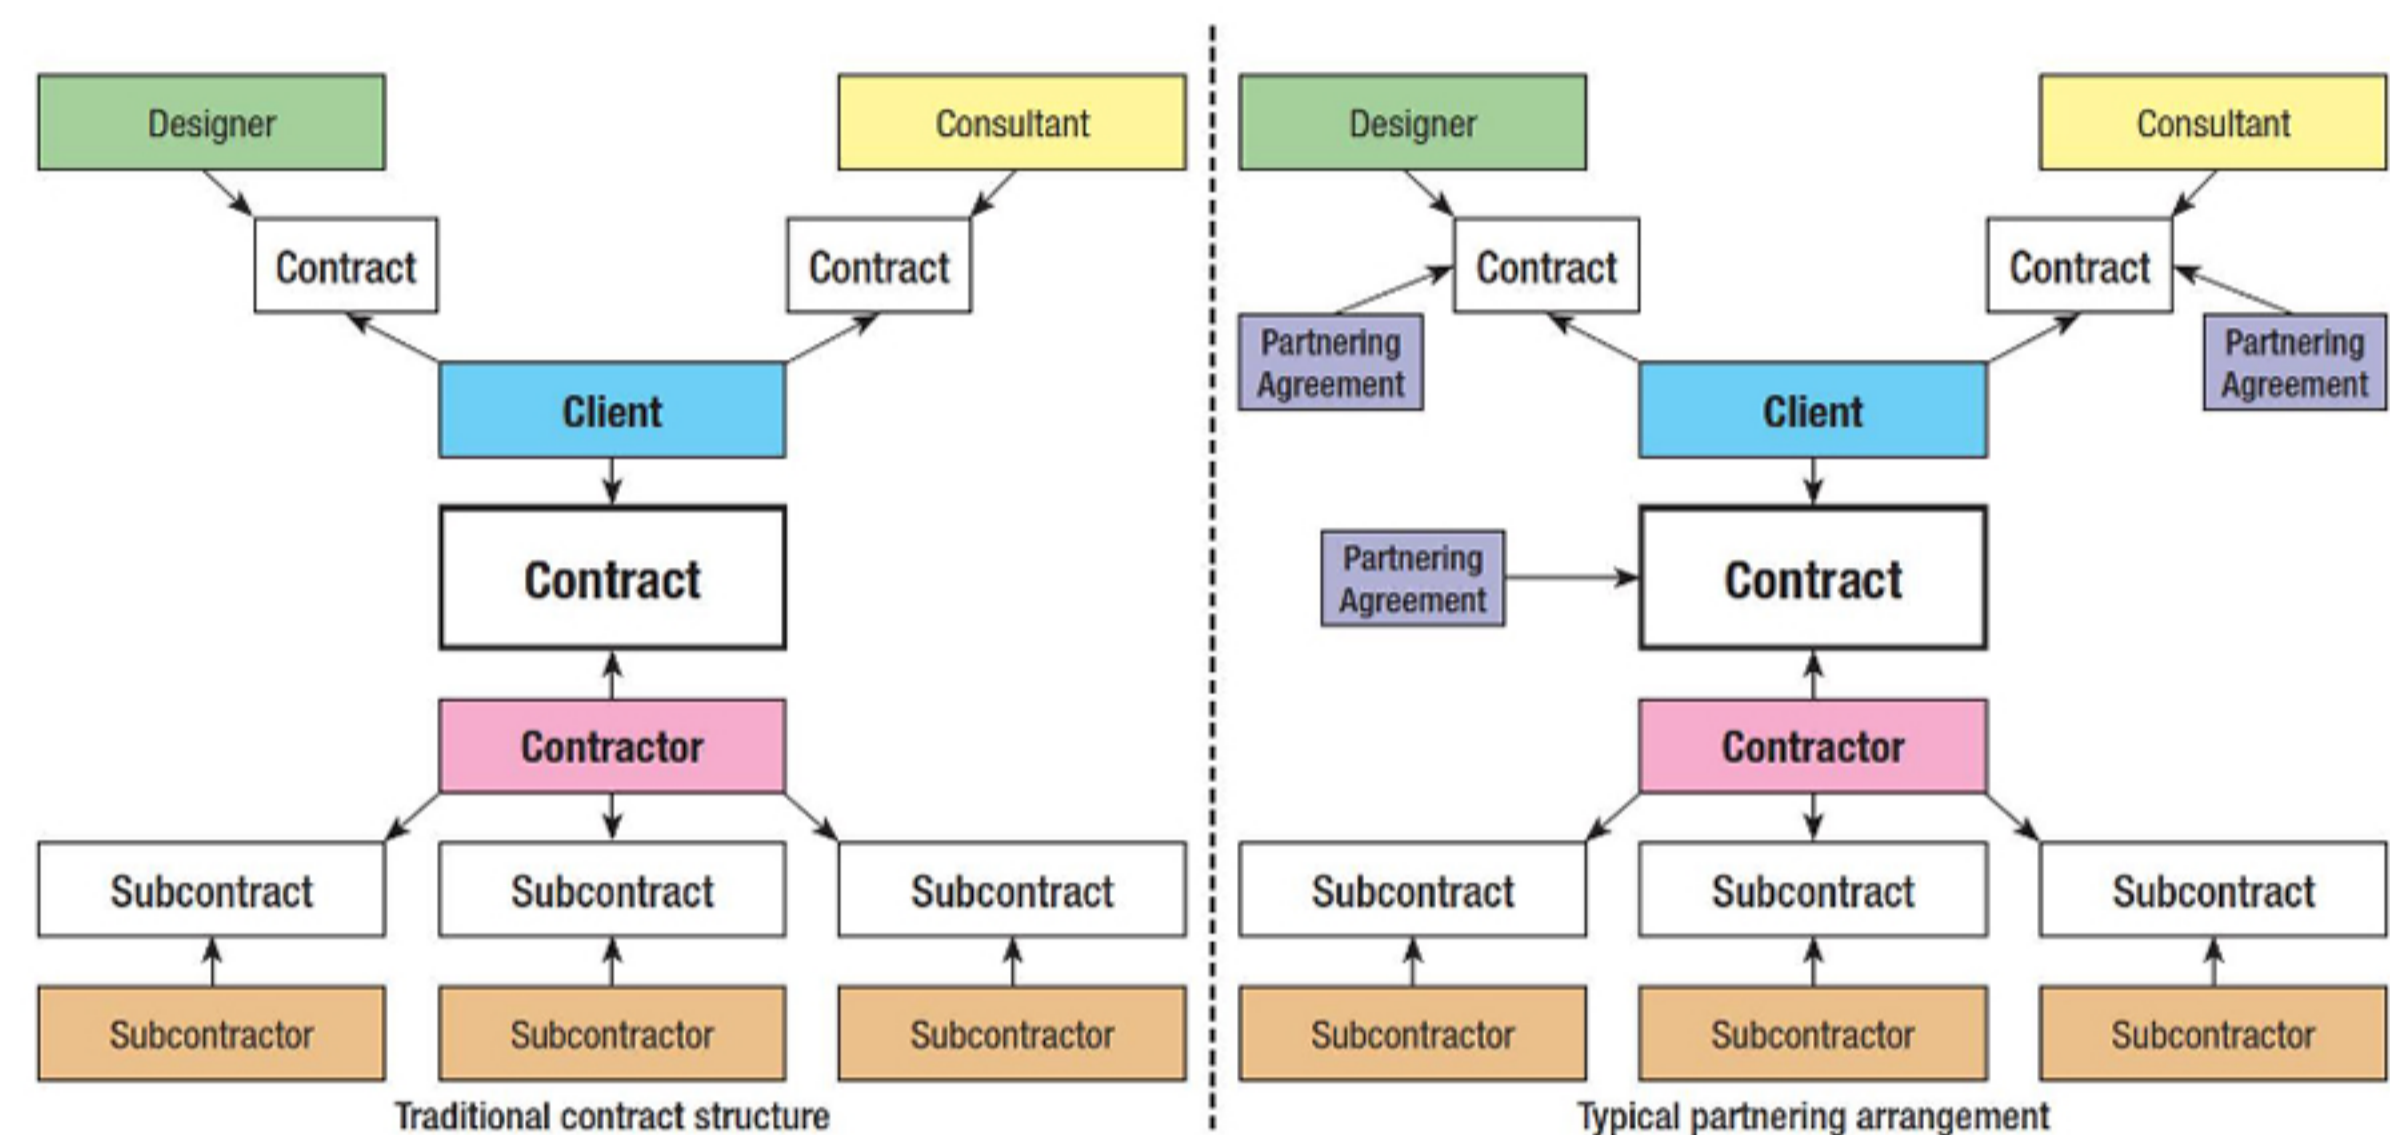 Designer
Consultant
Contract
Contract
Client
Contract
Contractor
Subcontract
Subcontract
Subcontract
Subcontractor
Subcontractor
Subcontractor
Traditional contract structure
Designer
Consultant
Contract
Contract
Partnering
Agreement
Partnering
Agreement
Client
Partnering
Agreement
Contract
Contractor
Subcontract
Subcontract
Subcontract
Subcontractor
Subcontractor
Subcontractor
Typical partnering arrangement